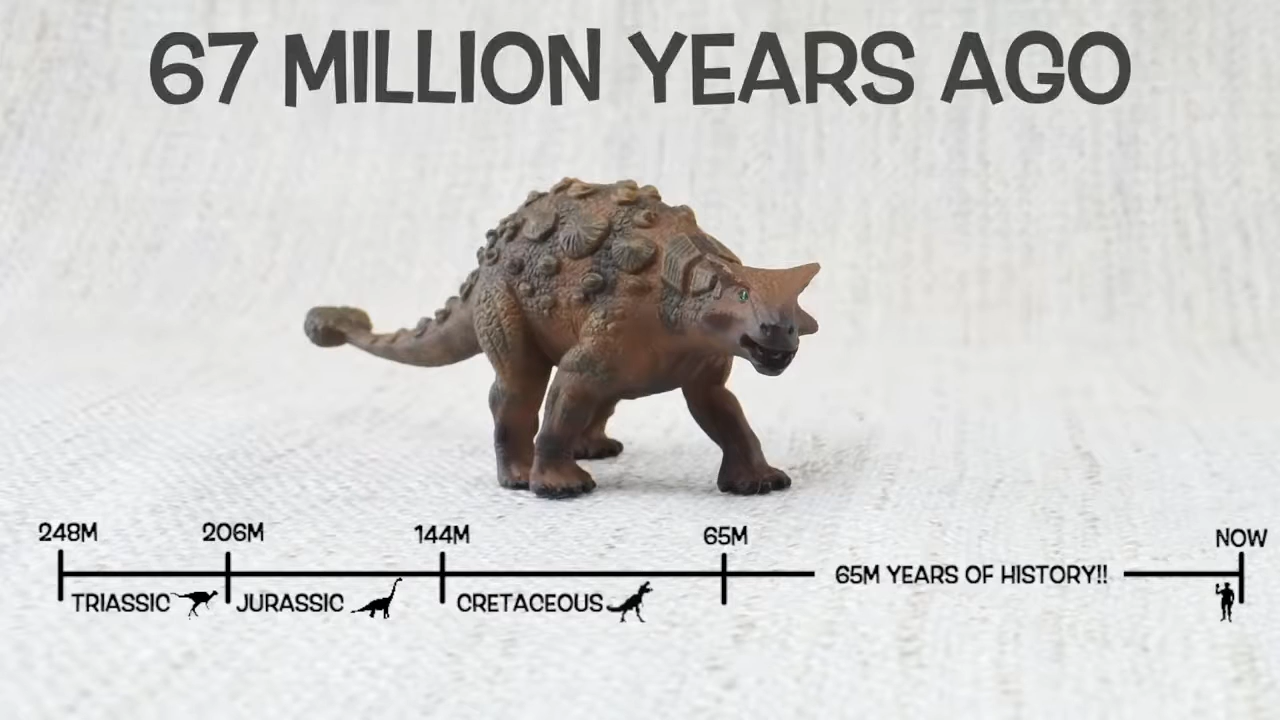 67 MILLION YEARS AGO
248M 206M 144M 65M NOW
65M YEARS OF HISTORY!!
TRIASSIC JURASSIC CRETACEOUS